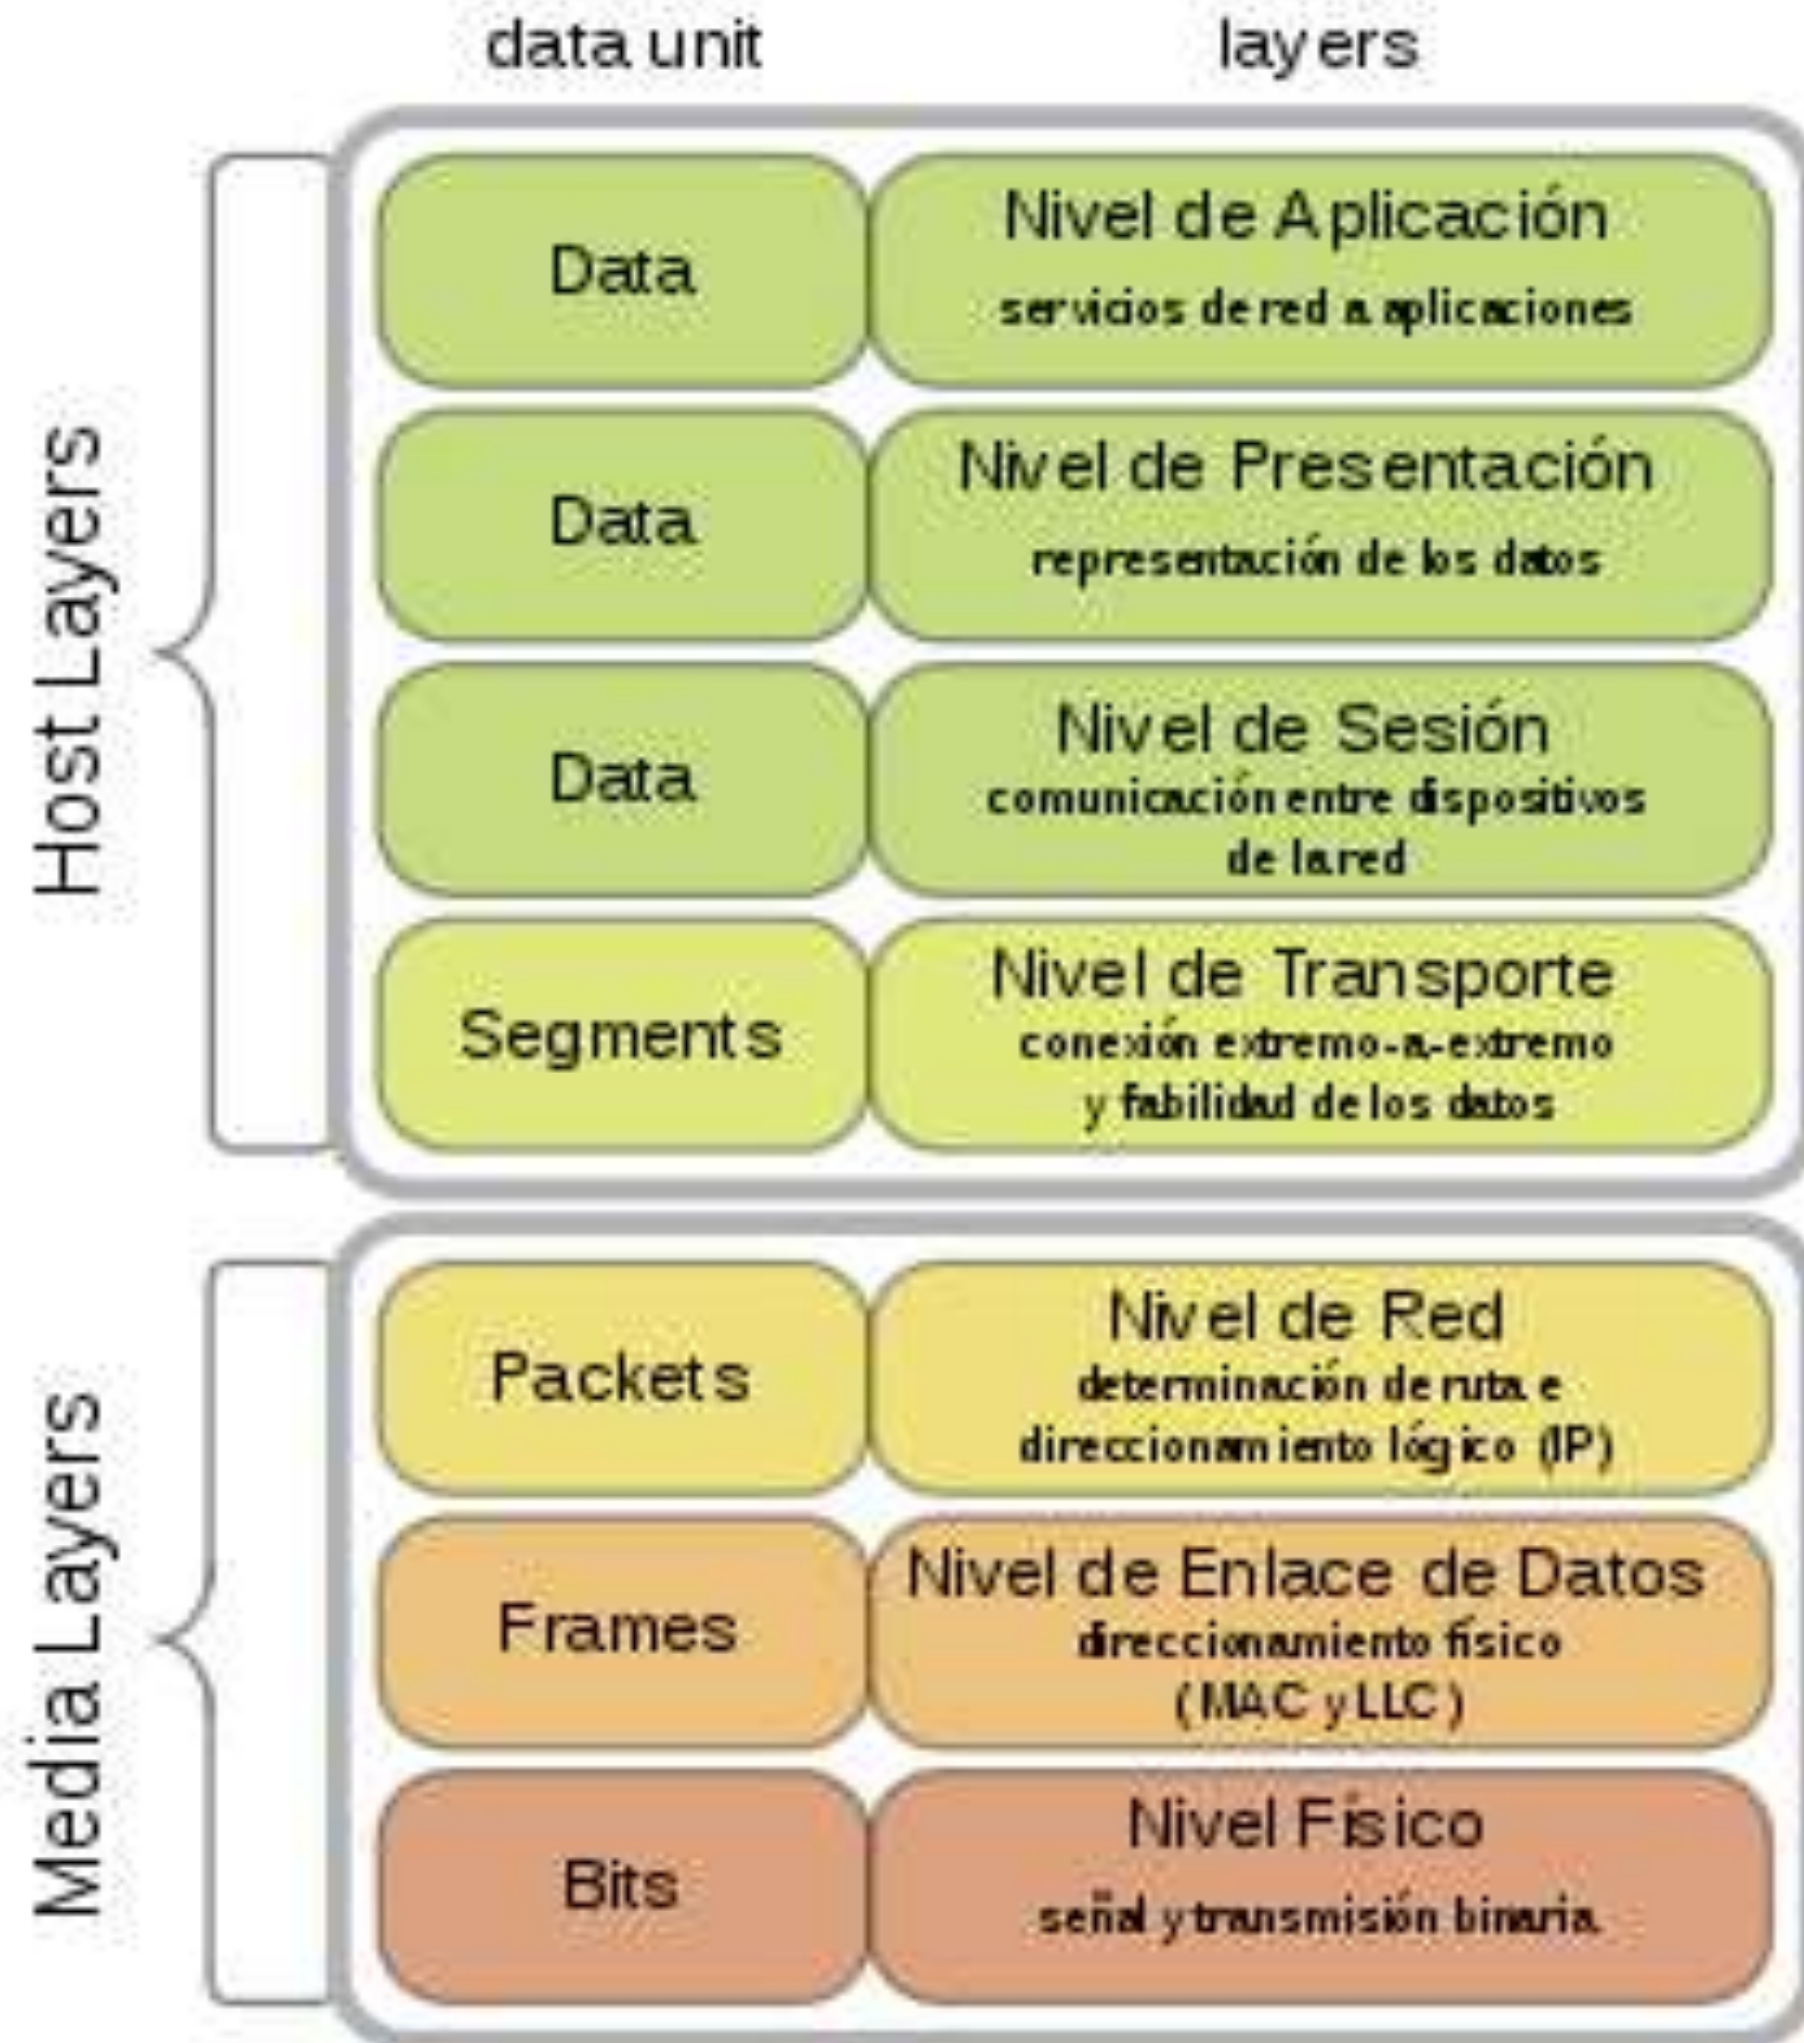 data unit layers
Host Layers
Data
Nivel de Aplicación
servicios de red a aplicaciones
Data
Nivel de Presentación
representación de los datos
Data
Nivel de Sesión
comunicación entre dispositivos
de la red
Segments
Nivel de Transporte
conexión extremo-a-extremo
y fabilidad de los datos
Media Layers
Packets
Nivel de Red
determinación de ruta e
direccionamiento lógico (IP)
Frames
Nivel de Enlace de Datos
direccionamiento físico
(MAC y LLC)
Bits
Nivel Físico
señal y transmisión binaria